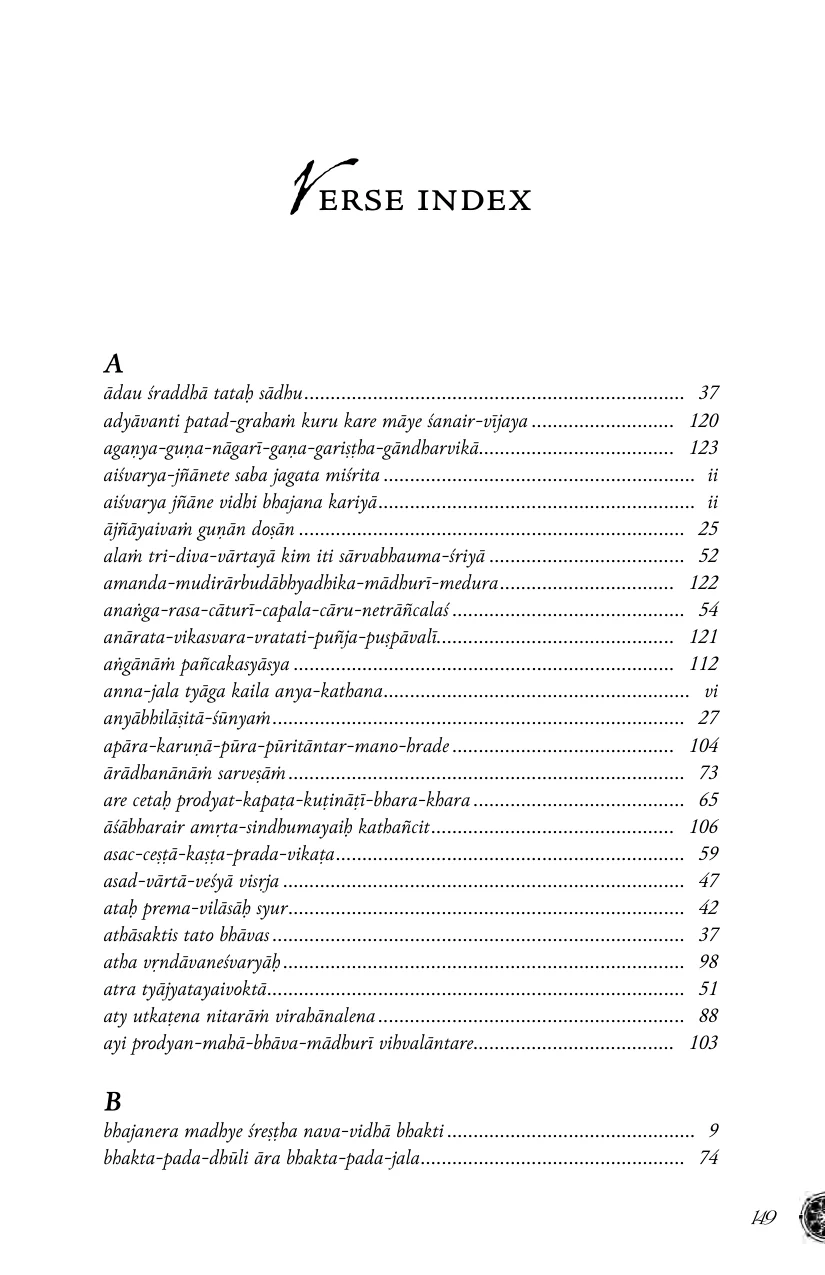 VERSE INDEX
A
ādau śraddhā tataḥ sādhu........................................................................ 37
adyāvanti patad-grahaṁ kuru kare māye śanair-vījaya ........................... 120
agaṇya-guṇa-nāgarī-gaṇa-gariṣṭha-gāndharvikā..................................... 123
aiśvarya-jñānete saba jagata miśrita ........................................................... ii
aiśvarya jñāne vidhi bhajana kariyā............................................................ ii
ājñāyaivaṁ guṇān doṣān ......................................................................... 25
alaṁ tri-diva-vārtayā kim iti sārvabhauma-śriyā ..................................... 52
amanda-mudirārbudābhyadhika-mādhurī-medura................................. 122
anaṅga-rasa-cāturī-capala-cāru-netrāñcalaś ............................................ 54
anārata-vikasvara-vratati-puñja-puṣpāvalī............................................. 121
aṅgānāṁ pañcakasyāsya ........................................................................ 112
anna-jala tyāga kaila anya-kathana.......................................................... vi
anyābhilāṣitā-śūnyaṁ.............................................................................. 27
apāra-karuṇā-pūra-pūritāntar-mano-hrade .......................................... 104
ārādhanānāṁ sarveṣāṁ........................................................................... 73
are cetaḥ prodyat-kapaṭa-kuṭināṭī-bhara-khara ........................................ 65
āśābharair amṛta-sindhumayaiḥ kathañcit.............................................. 106
asac-ceṣṭā-kaṣṭa-prada-vikaṭa.................................................................. 59
asad-vārtā-veśyā visrja ............................................................................ 47
ataḥ prema-vilāsāḥ syur........................................................................... 42
athāsaktis tato bhāvas .............................................................................. 37
atha vṛndāvaneśvaryāḥ ............................................................................ 98
atra tyājyatayaivoktā............................................................................... 51
aty utkaṭena nitarāṁ virahānalena .......................................................... 88
ayi prodyan-mahā-bhāva-mādhurī vihvalāntare...................................... 103
B
bhajanera madhye śreṣṭha nava-vidhā bhakti ............................................... 9
bhakta-pada-dhūli āra bhakta-pada-jala.................................................. 74
149